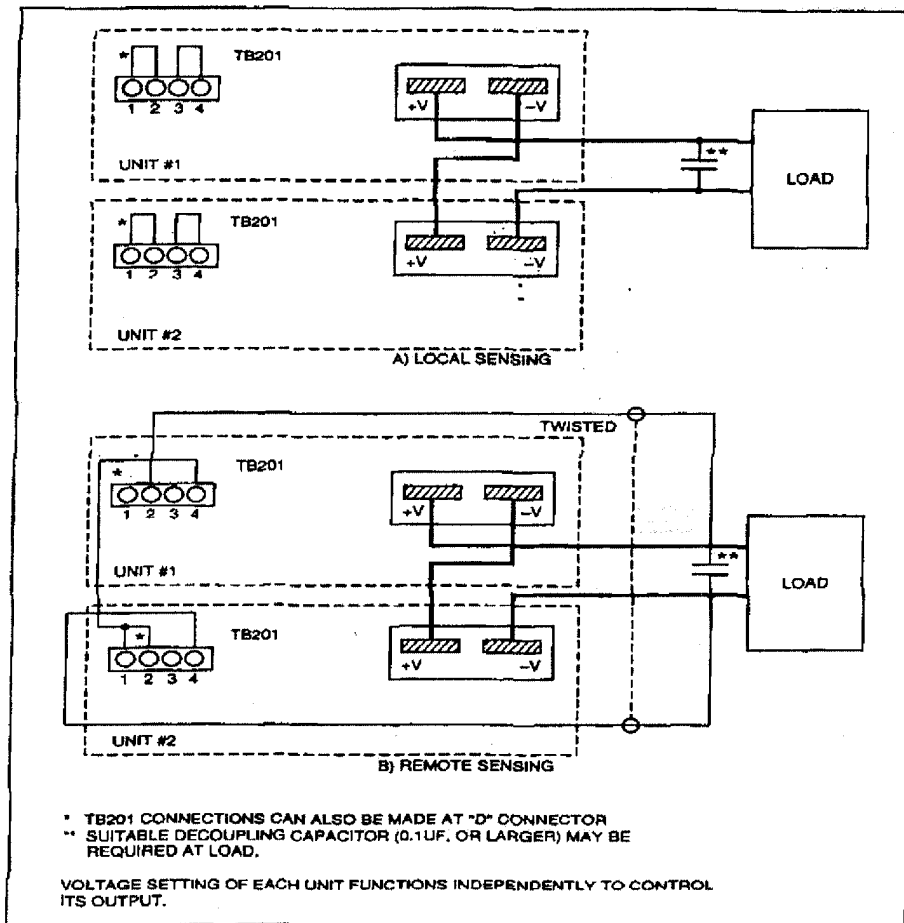 * TB201
1 2 3 4
+V -V
UNIT #1
**
LOAD
* TB201
1 2 3 4
+V -V
UNIT #2
A) LOCAL SENSING
TWISTED
* TB201
1 2 3 4
+V -V
UNIT #1
**
LOAD
* TB201
1 2 3 4
+V -V
UNIT #2
B) REMOTE SENSING
* TB201 CONNECTIONS CAN ALSO BE MADE AT "D" CONNECTOR
** SUITABLE DECOUPLING CAPACITOR (0.1UF, OR LARGER) MAY BE
REQUIRED AT LOAD.
VOLTAGE SETTING OF EACH UNIT FUNCTIONS INDEPENDENTLY TO CONTROL
ITS OUTPUT.